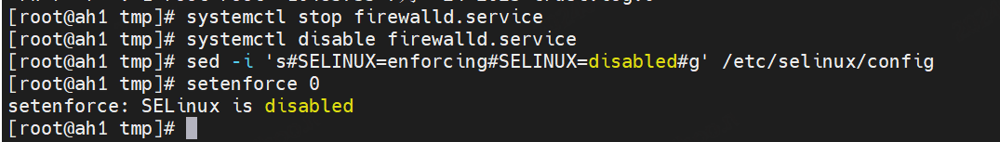 [root@ah1 tmp]# systemctl stop firewalld.service
[root@ah1 tmp]# systemctl disable firewalld.service
[root@ah1 tmp]# sed -i 's#SELINUX=enforcing#SELINUX=disabled#g' /etc/selinux/config
[root@ah1 tmp]# setenforce 0
setenforce: SELinux is disabled
[root@ah1 tmp]#